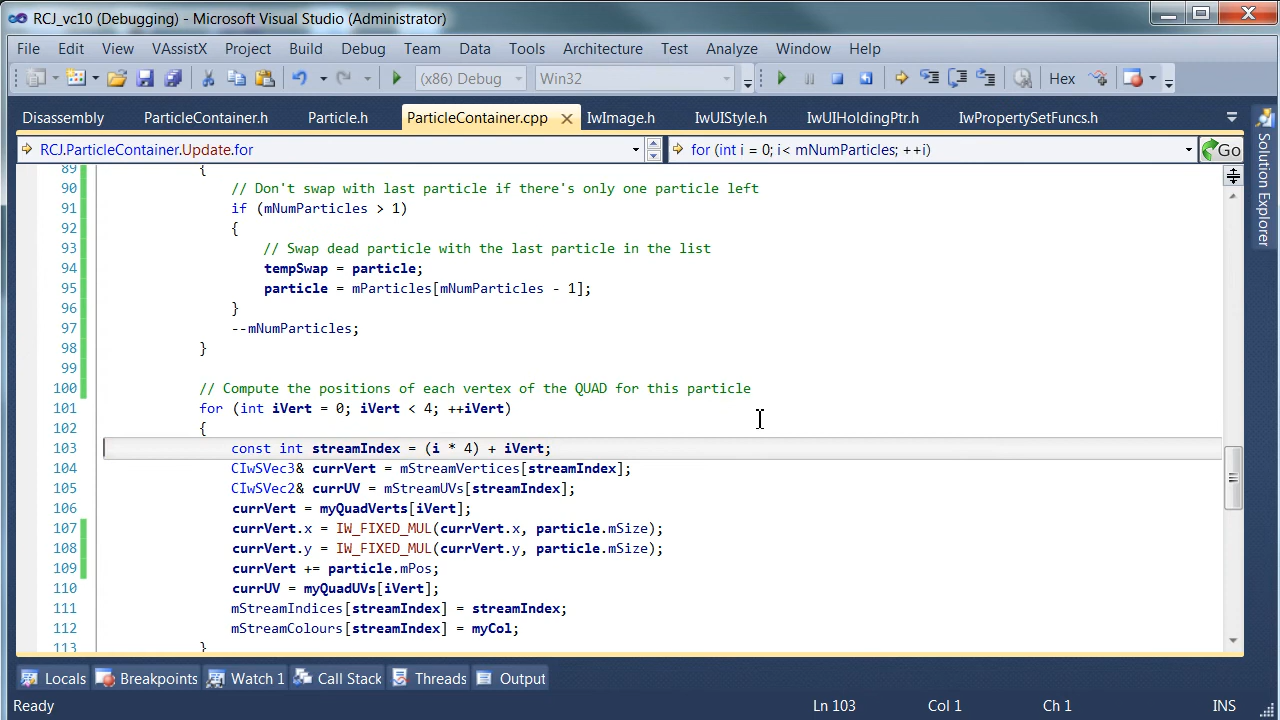 RCJ_vc10 (Debugging) - Microsoft Visual Studio (Administrator)
File Edit View VAssistX Project Build Debug Team Data Tools Architecture Test Analyze Window Help
(x86) Debug Win32 Hex
Disassembly ParticleContainer.h Particle.h ParticleContainer.cpp IwImage.h IwUIStyle.h IwUIHoldingPtr.h IwPropertySetFuncs.h
RCJ.ParticleContainer.Update.for for (int i = 0; i< mNumParticles; ++i) Go
Solution Explorer
89 {
90 // Don't swap with last particle if there's only one particle left
91 if (mNumParticles > 1)
92 {
93 // Swap dead particle with the last particle in the list
94 tempSwap = particle;
95 particle = mParticles[mNumParticles - 1];
96 }
97 --mNumParticles;
98 }
99
100 // Compute the positions of each vertex of the QUAD for this particle
101 for (int iVert = 0; iVert < 4; ++iVert)
102 {
103 const int streamIndex = (i * 4) + iVert;
104 CIwSVec3& currVert = mStreamVertices[streamIndex];
105 CIwSVec2& currUV = mStreamUVs[streamIndex];
106 currVert = myQuadVerts[iVert];
107 currVert.x = IW_FIXED_MUL(currVert.x, particle.mSize);
108 currVert.y = IW_FIXED_MUL(currVert.y, particle.mSize);
109 currVert += particle.mPos;
110 currUV = myQuadUVs[iVert];
111 mStreamIndices[streamIndex] = streamIndex;
112 mStreamColours[streamIndex] = myCol;
113 }
Locals Breakpoints Watch 1 Call Stack Threads Output
Ready Ln 103 Col 1 Ch 1 INS